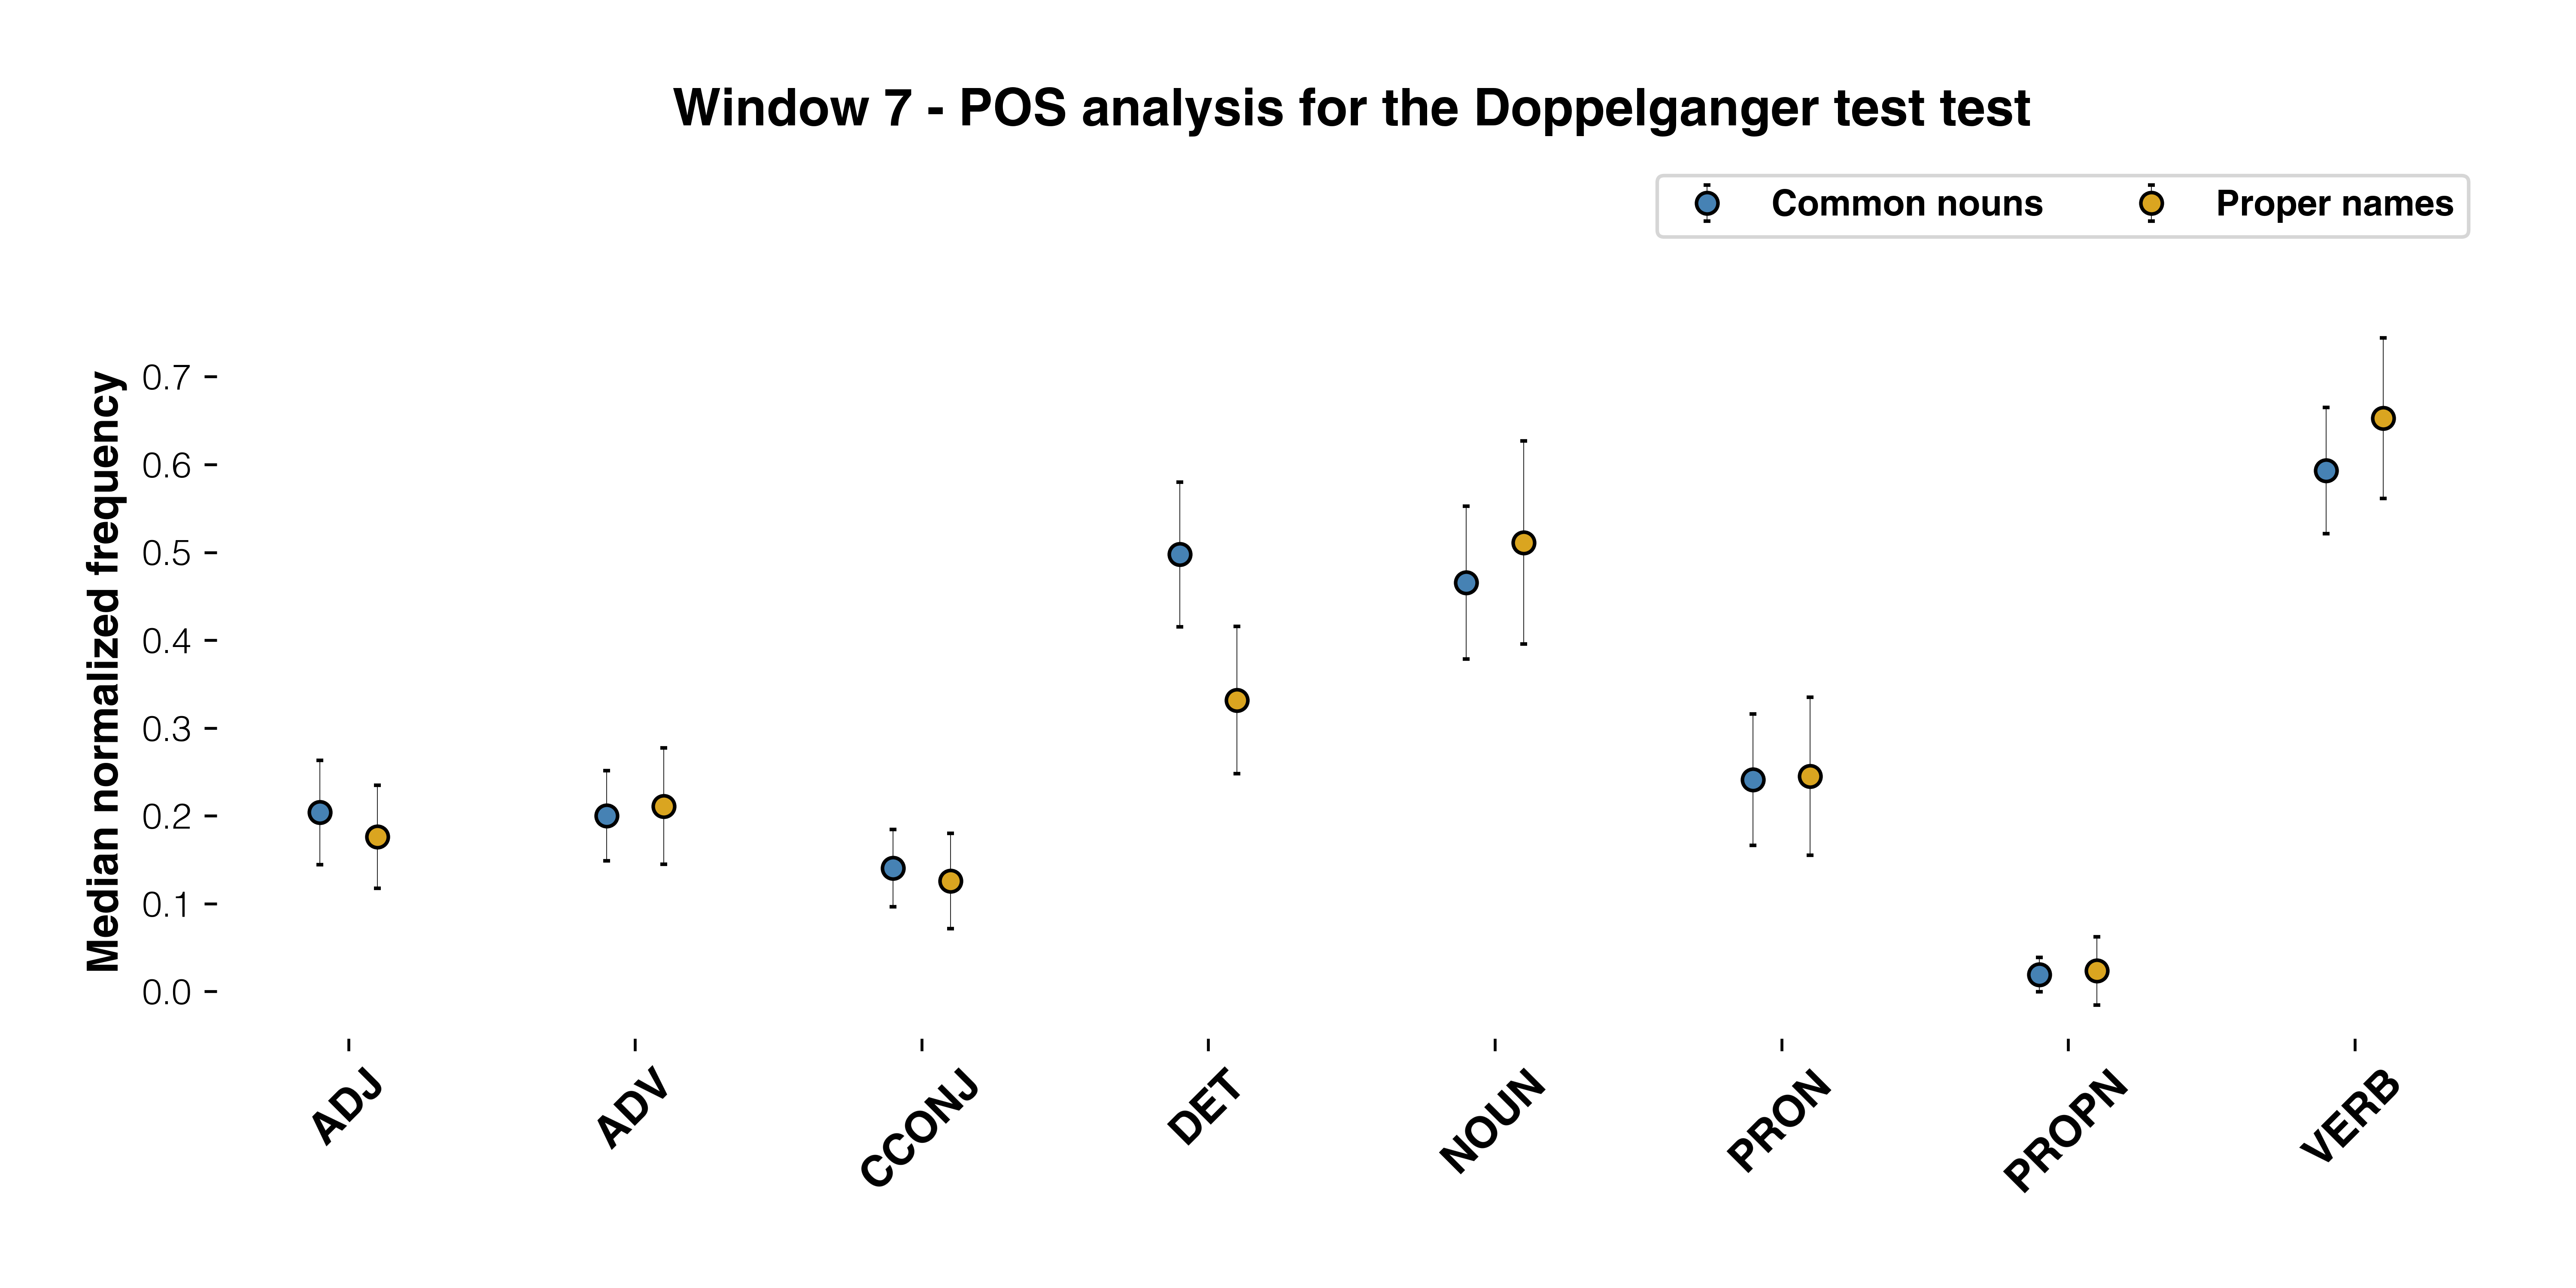 Window 7 - POS analysis for the Doppelganger test test
Common nouns Proper names
Median normalized frequency
0.7
0.6
0.5
0.4
0.3
0.2
0.1
0.0
ADJ ADV CCONJ DET NOUN PRON PROPN VERB